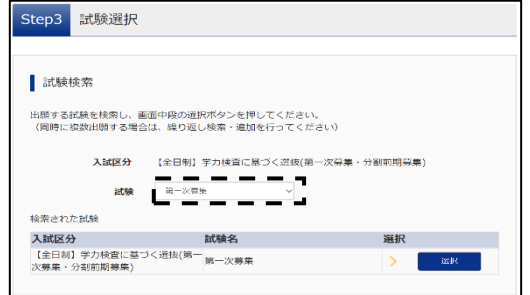 Step3 試験選択
試験検索
出願する試験を検索し、画面中段の選択ボタンを押してください。
（同時に複数出願する場合は、繰り返し検索・追加を行ってください）
入試区分 【全日制】学力検査に基づく選抜(第一次募集・分割前期募集)
試験 第一次募集
検索された試験
入試区分 試験名 選択
【全日制】学力検査に基づく選抜(第一
次募集・分割前期募集) 第一次募集 選択